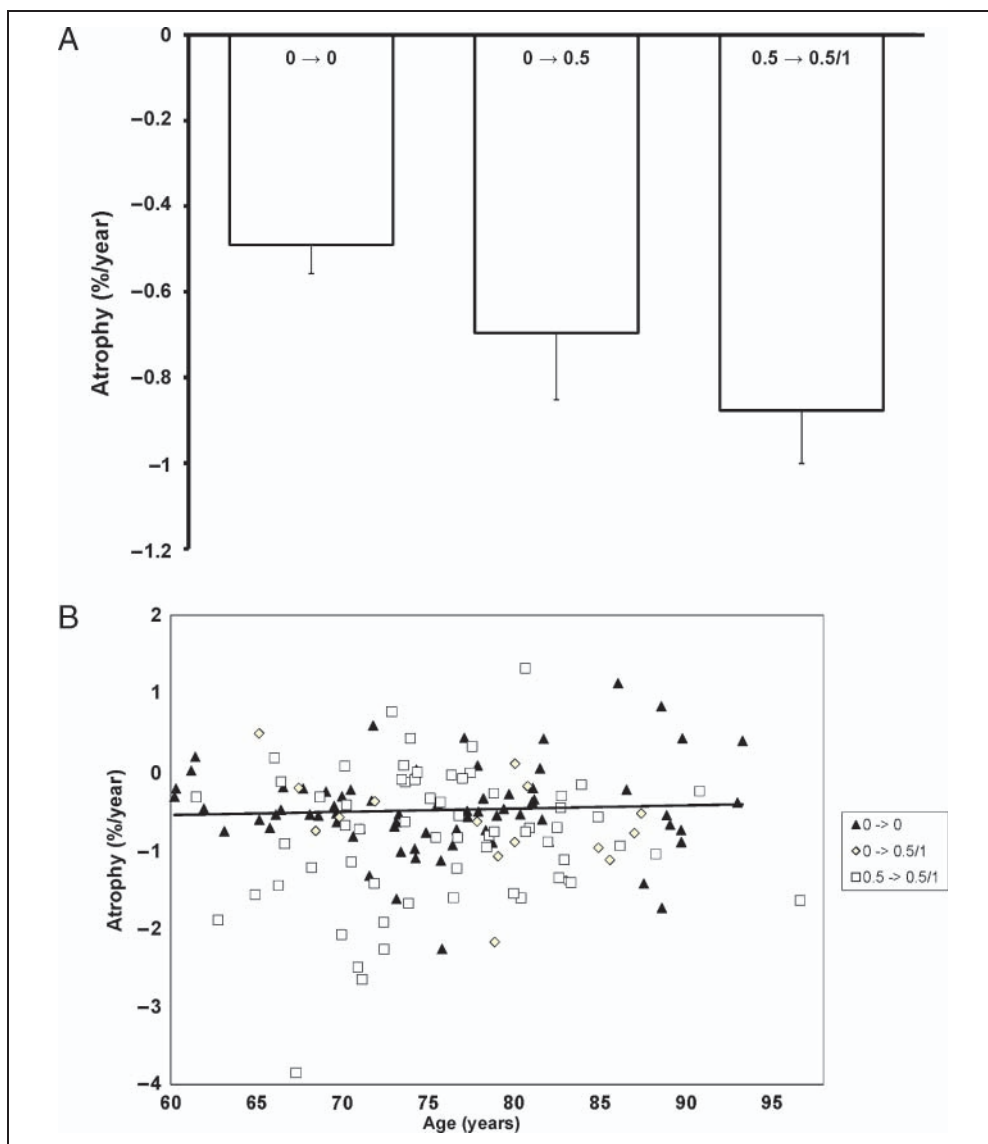 A
0
0 → 0
0 → 0.5
0.5 → 0.5/1
−0.2
−0.4
−0.6
−0.8
−1
−1.2
Atrophy (%/year)
B
2
1
0
−1
−2
−3
−4
Atrophy (%/year)
60 65 70 75 80 85 90 95
Age (years)
0 -> 0
0 -> 0.5/1
0.5 -> 0.5/1